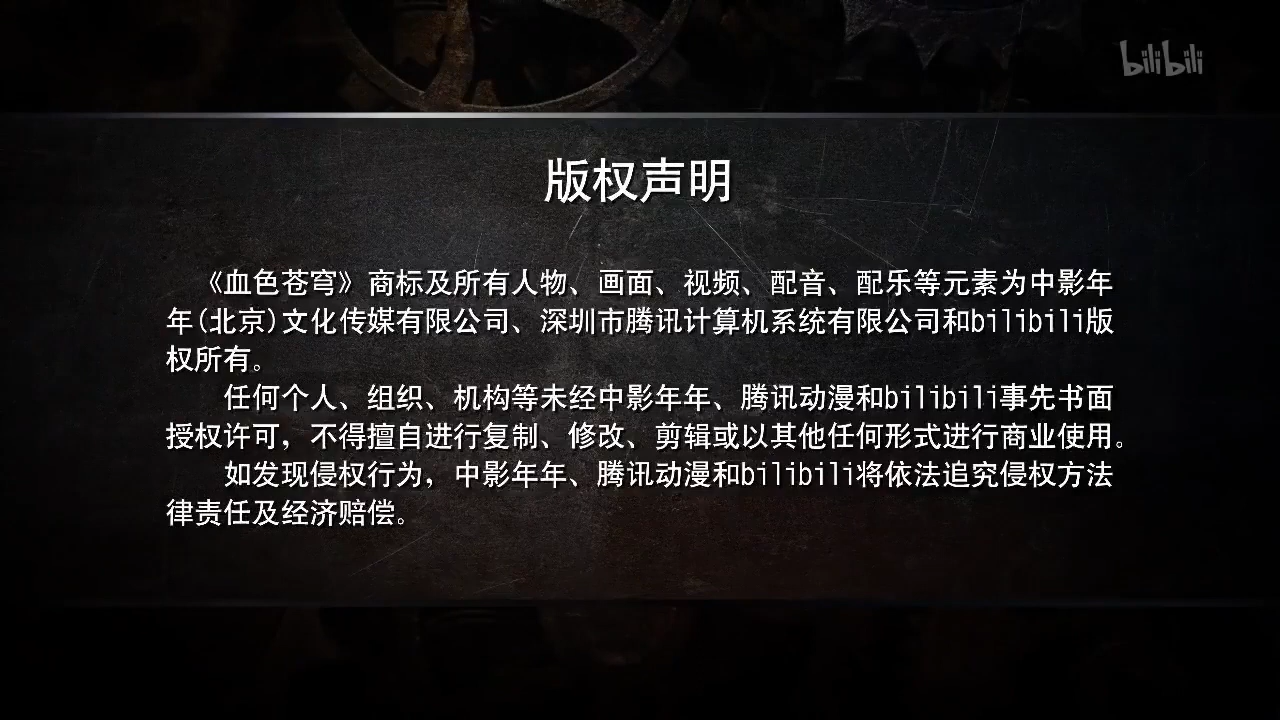 bilibili
版权声明
《血色苍穹》商标及所有人物、画面、视频、配音、配乐等元素为中影年
年(北京)文化传媒有限公司、深圳市腾讯计算机系统有限公司和bilibili版
权所有。
任何个人、组织、机构等未经中影年年、腾讯动漫和bilibili事先书面
授权许可，不得擅自进行复制、修改、剪辑或以其他任何形式进行商业使用。
如发现侵权行为，中影年年、腾讯动漫和bilibili将依法追究侵权方法
律责任及经济赔偿。